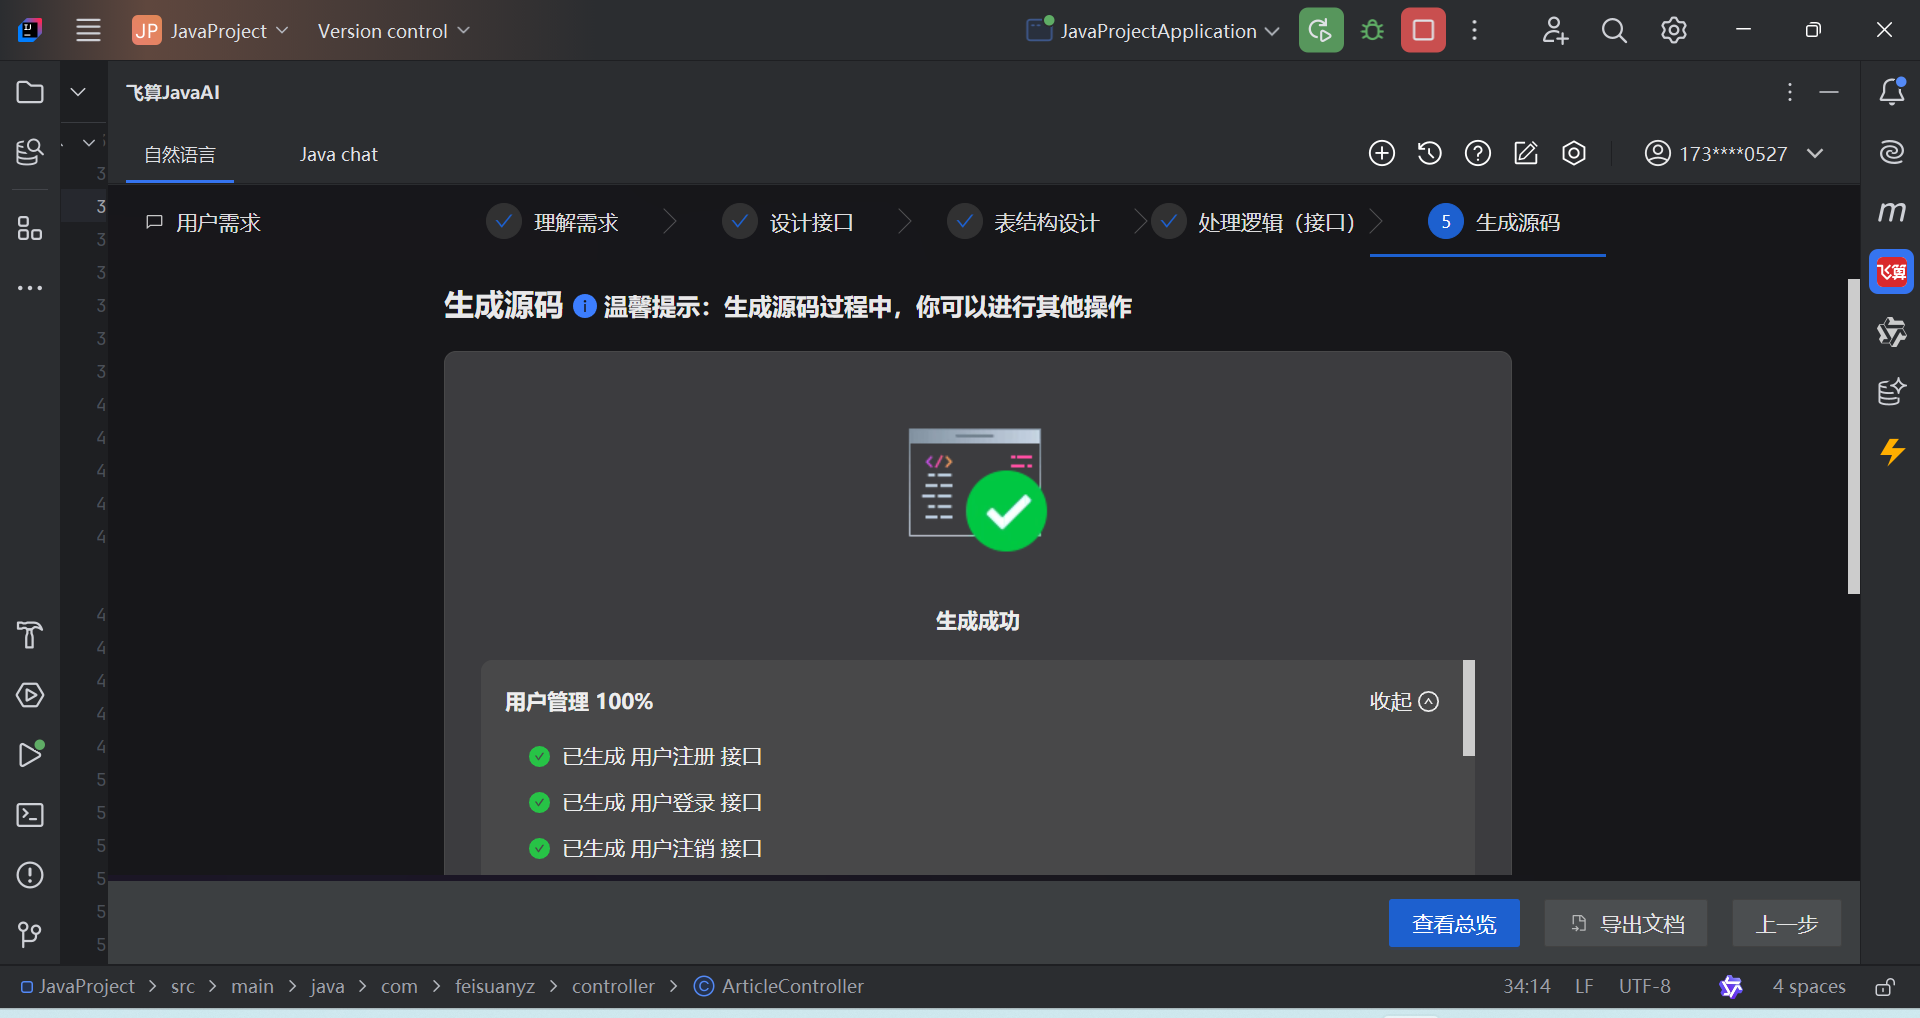 JP JavaProject Version control JavaProjectApplication
飞算JavaAI
自然语言 Java chat 173****0527
用户需求 理解需求 设计接口 表结构设计 处理逻辑（接口） 5 生成源码
生成源码 温馨提示：生成源码过程中，你可以进行其他操作
生成成功
用户管理 100% 收起
已生成 用户注册 接口
已生成 用户登录 接口
已生成 用户注销 接口
查看总览 导出文档 上一步
JavaProject src main java com feisuanyz controller ArticleController 34:14 LF UTF-8 4 spaces
m
飞算